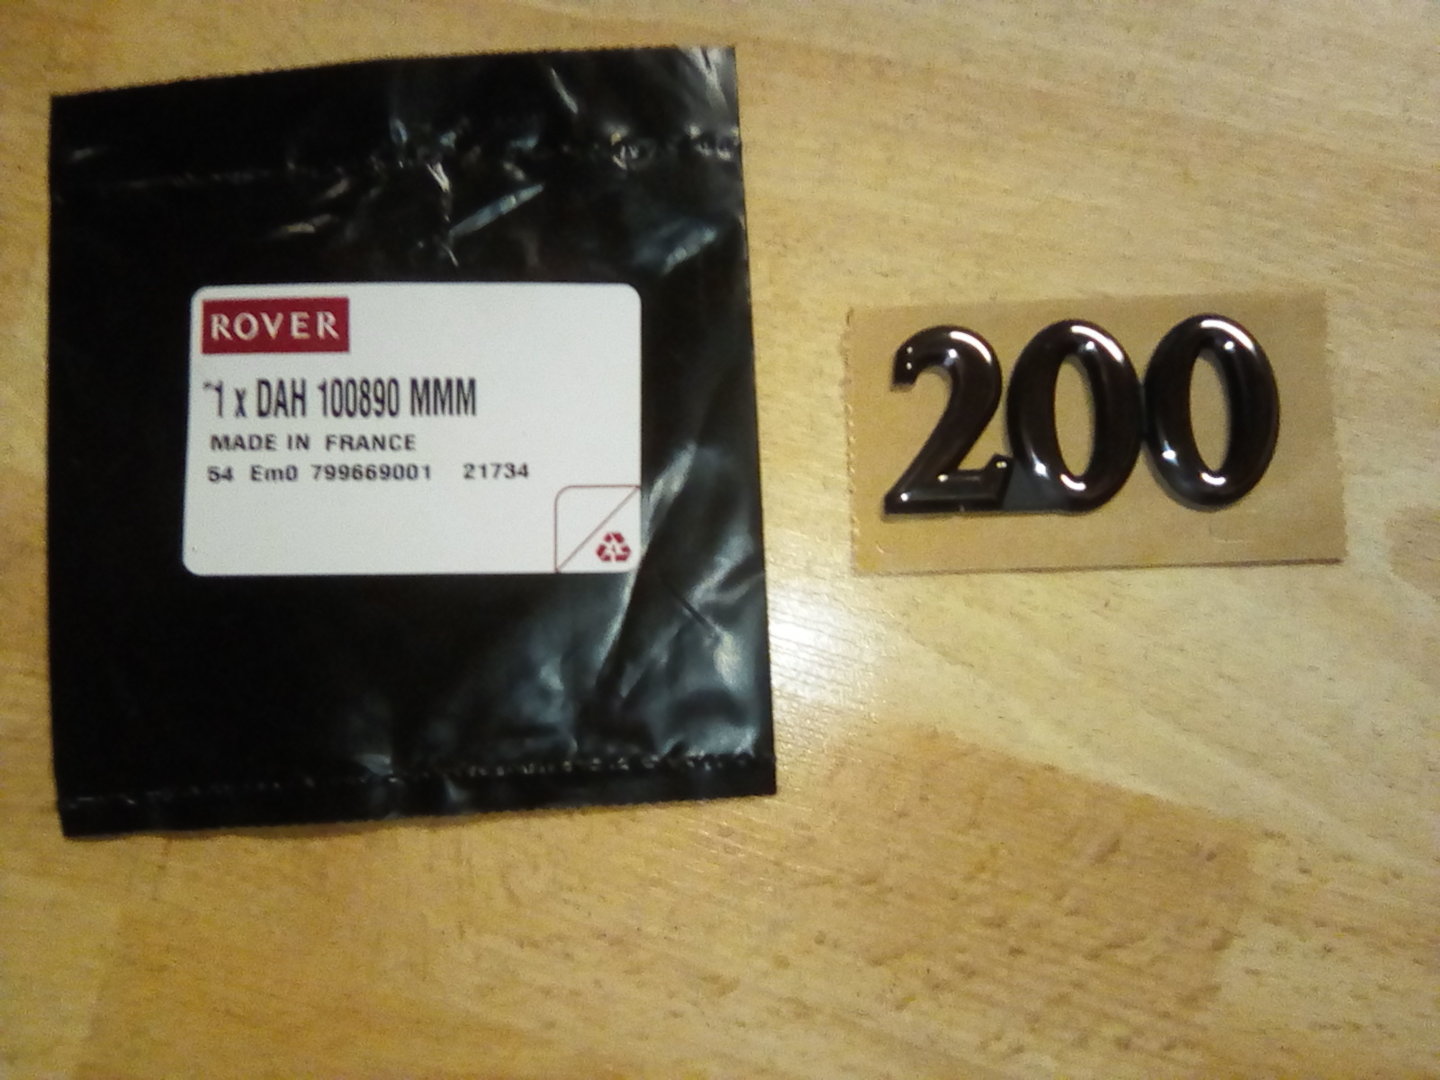 ROVER
1 x DAH 100890 MMM
MADE IN FRANCE
54 Em0 799669001 21734
200